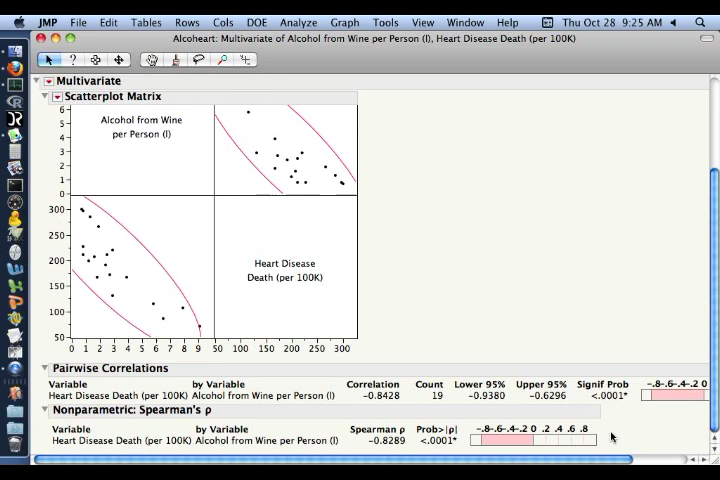 JMP File Edit Tables Rows Cols DOE Analyze Graph Tools View Window Help Thu Oct 28 9:25 AM
Alcoheart: Multivariate of Alcohol from Wine per Person (l), Heart Disease Death (per 100K)
Multivariate
Scatterplot Matrix
6
5
4
3
2
1
0
Alcohol from Wine
per Person (l)
300
250
200
150
100
50
Heart Disease
Death (per 100K)
0 1 2 3 4 5 6 7 8 9 50 100 150 200 250 300
Pairwise Correlations
Variable by Variable Correlation Count Lower 95% Upper 95% Signif Prob -.8-.6-.4-.2 0
Heart Disease Death (per 100K) Alcohol from Wine per Person (l) -0.8428 19 -0.9380 -0.6296 <.0001*
Nonparametric: Spearman's ρ
Variable by Variable Spearman ρ Prob>|ρ| -.8-.6-.4-.2 0 .2 .4 .6 .8
Heart Disease Death (per 100K) Alcohol from Wine per Person (l) -0.8289 <.0001*